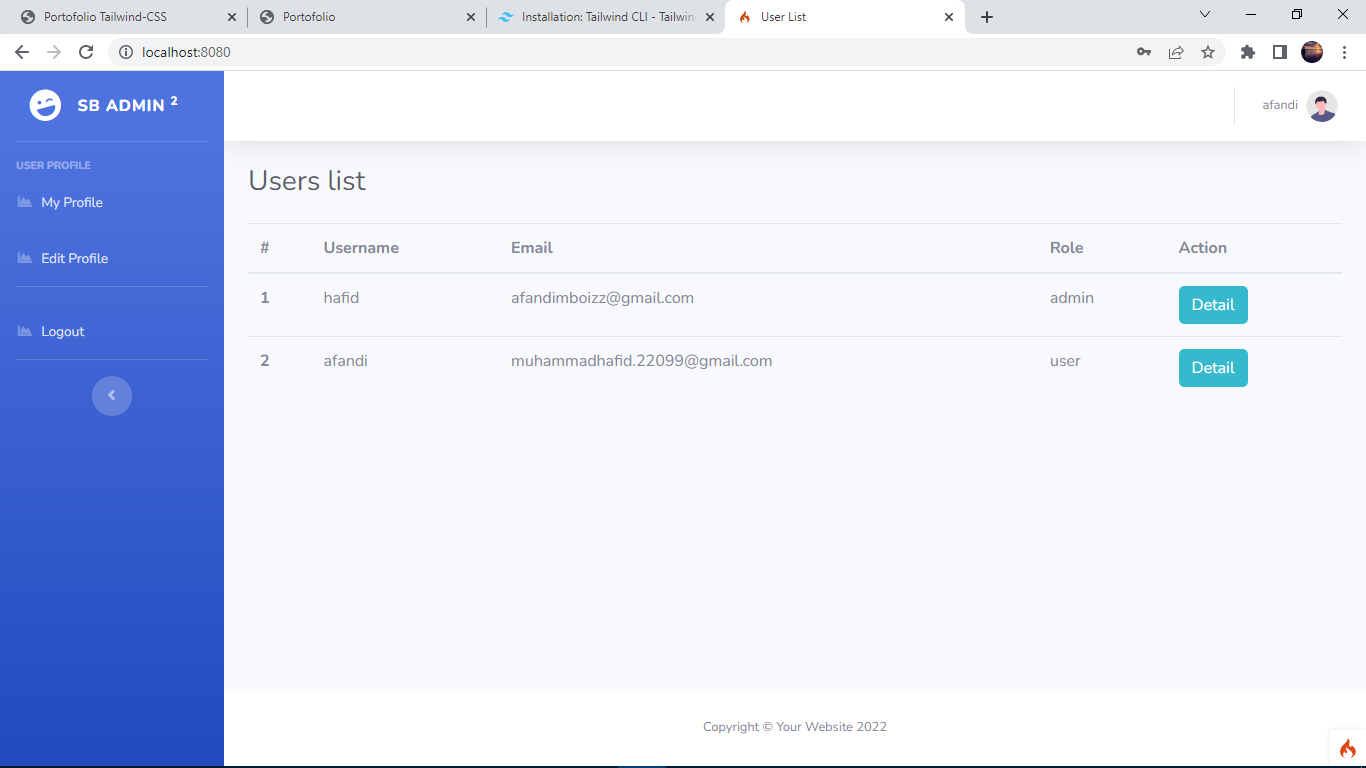 Portofolio Tailwind-CSS
Portofolio
Installation: Tailwind CLI - Tailwin
User List
localhost:8080
SB ADMIN 2
afandi
USER PROFILE
My Profile
Edit Profile
Logout
Users list
# Username Email Role Action
1 hafid afandimboizz@gmail.com admin Detail
2 afandi muhammadhafid.22099@gmail.com user Detail
Copyright © Your Website 2022